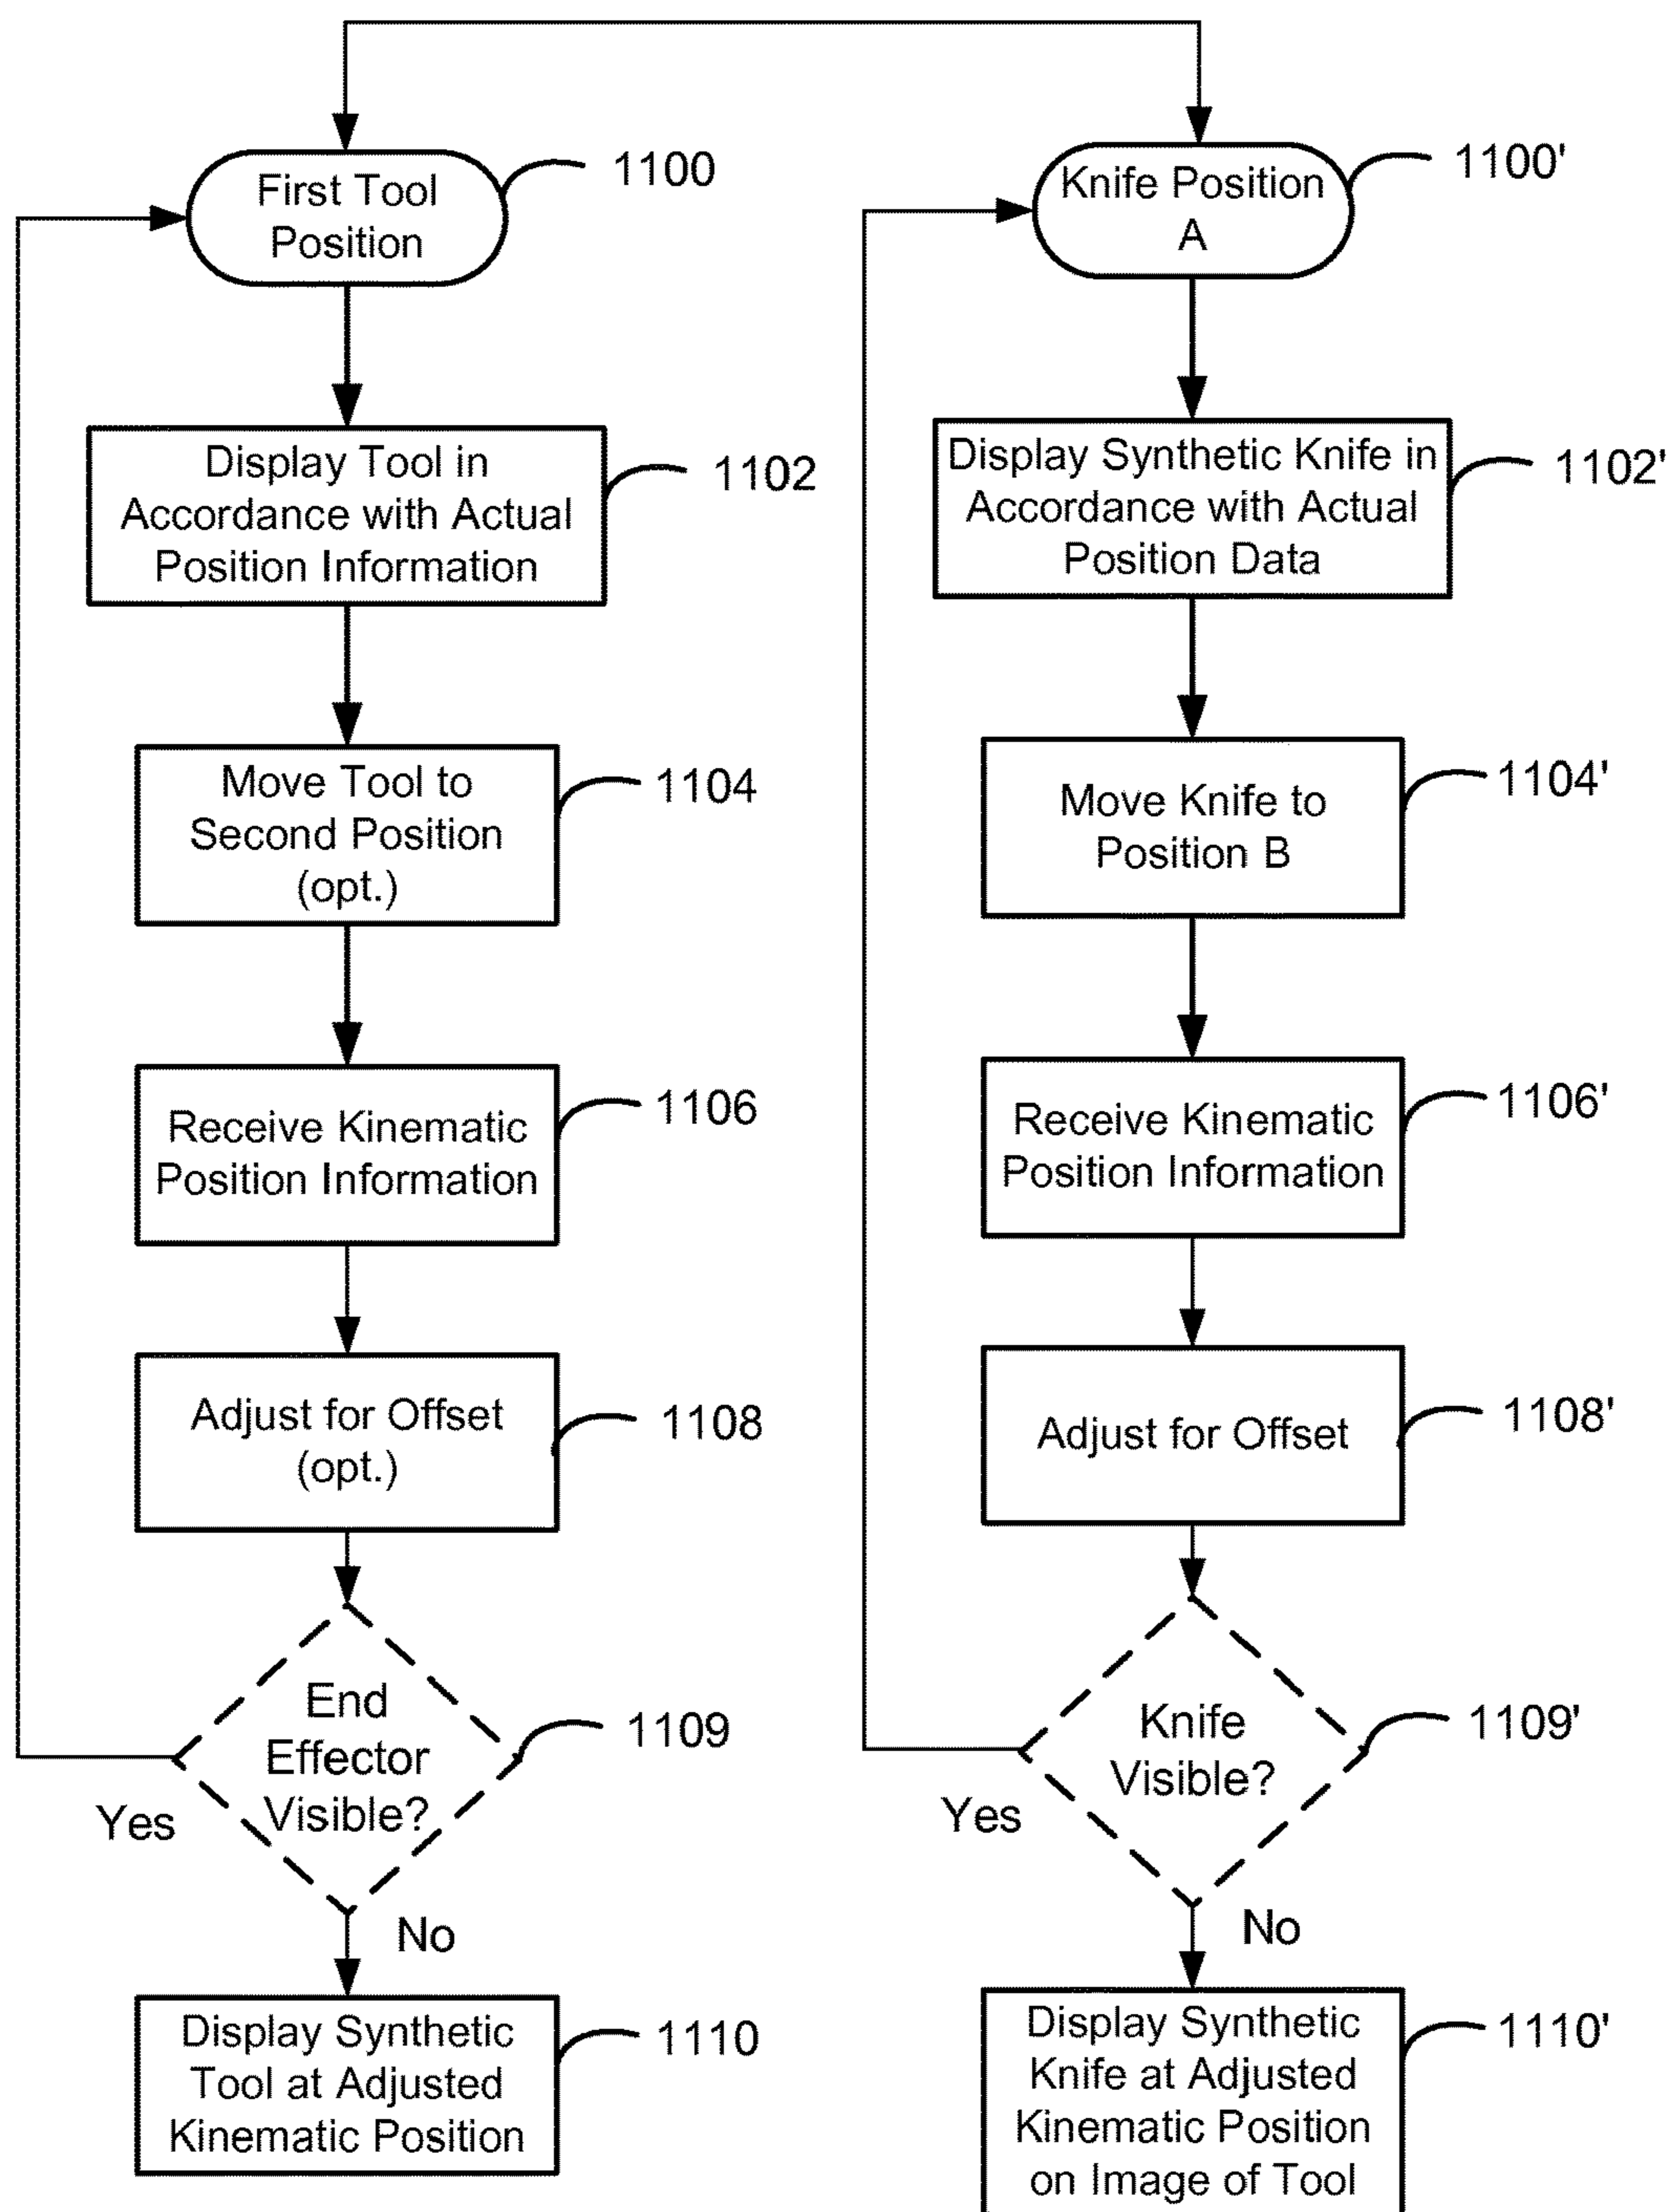 First Tool
Position
1100
Display Tool in
Accordance with Actual
Position Information
1102
Move Tool to
Second Position
(opt.)
1104
Receive Kinematic
Position Information
1106
Adjust for Offset
(opt.)
1108
End
Effector
Visible?
1109
Yes
No
Display Synthetic
Tool at Adjusted
Kinematic Position
1110
Knife Position
A
1100'
Display Synthetic Knife in
Accordance with Actual
Position Data
1102'
Move Knife to
Position B
1104'
Receive Kinematic
Position Information
1106'
Adjust for Offset
1108'
Knife
Visible?
1109'
Yes
No
Display Synthetic
Knife at Adjusted
Kinematic Position
on Image of Tool
1110'